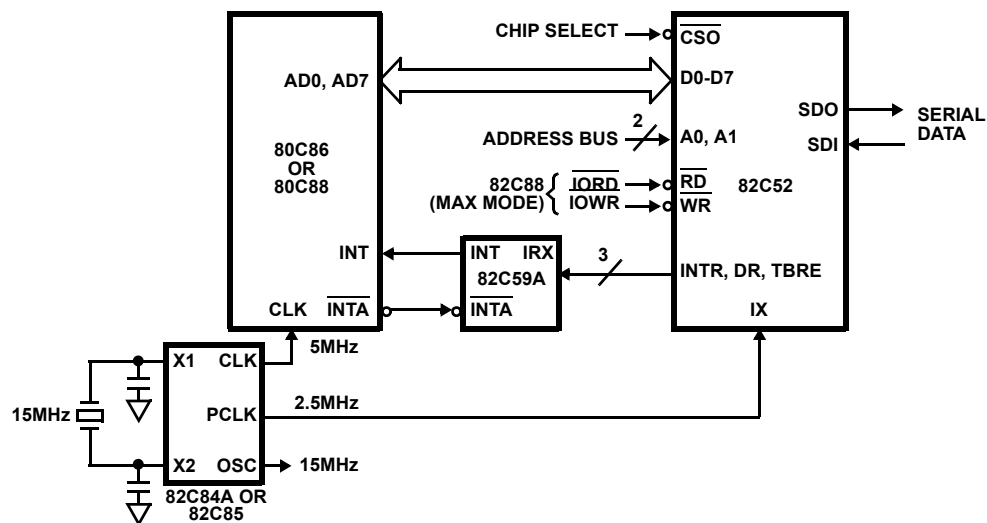 CHIP SELECT
CSO
AD0, AD7
D0-D7
SDO
SERIAL
DATA
2
ADDRESS BUS
A0, A1
SDI
80C86
OR
80C88
82C88
(MAX MODE)
IORD
IOWR
RD
WR
82C52
INT
INT IRX
82C59A
3
INTR, DR, TBRE
CLK INTA
INTA
IX
5MHz
X1 CLK
15MHz
PCLK
2.5MHz
X2 OSC
15MHz
82C84A OR
82C85